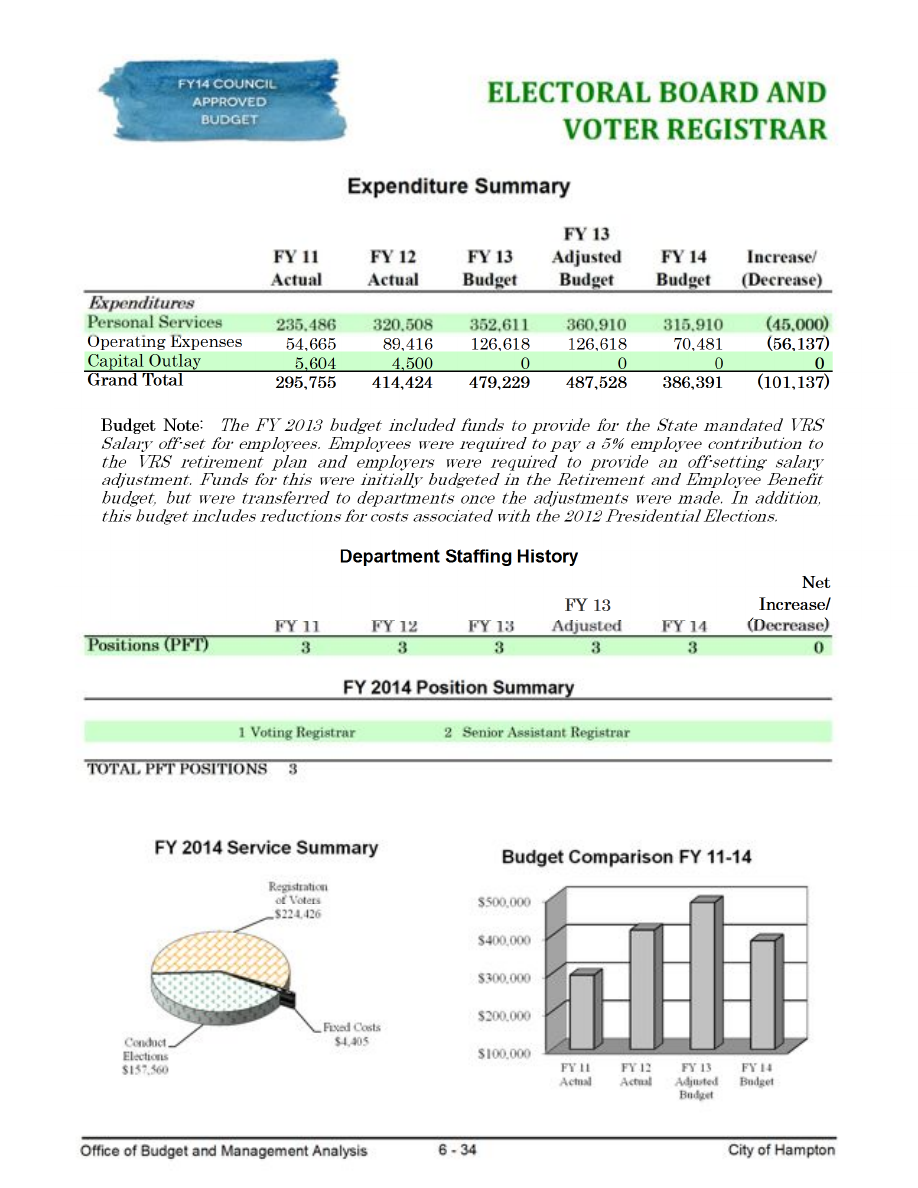 FY14 COUNCIL
APPROVED
BUDGET
ELECTORAL BOARD AND
VOTER REGISTRAR
Expenditure Summary
FY 13
FY 11 FY 12 FY 13 Adjusted FY 14 Increase/
Actual Actual Budget Budget Budget (Decrease)
Expenditures
Personal Services 235,486 320,508 352,611 360,910 315,910 (45,000)
Operating Expenses 54,665 89,416 126,618 126,618 70,481 (56,137)
Capital Outlay 5,604 4,500 0 0 0 0
Grand Total 295,755 414,424 479,229 487,528 386,391 (101,137)
Budget Note: The FY 2013 budget included funds to provide for the State mandated VRS
Salary off-set for employees. Employees were required to pay a 5% employee contribution to
the VRS retirement plan and employers were required to provide an off-setting salary
adjustment. Funds for this were initially budgeted in the Retirement and Employee Benefit
budget, but were transferred to departments once the adjustments were made. In addition,
this budget includes reductions for costs associated with the 2012 Presidential Elections.
Department Staffing History
Net
FY 13 Increase/
FY 11 FY 12 FY 13 Adjusted FY 14 (Decrease)
Positions (PFT) 3 3 3 3 3 0
FY 2014 Position Summary
1 Voting Registrar 2 Senior Assistant Registrar
TOTAL PFT POSITIONS 3
FY 2014 Service Summary
Registration
of Voters
$224,426
Fixed Costs
$4,405
Conduct
Elections
$157,560
Budget Comparison FY 11-14
$500,000
$400,000
$300,000
$200,000
$100,000
FY 11 FY 12 FY 13 FY 14
Actual Actual Adjusted Budget
Budget
Office of Budget and Management Analysis 6 - 34 City of Hampton